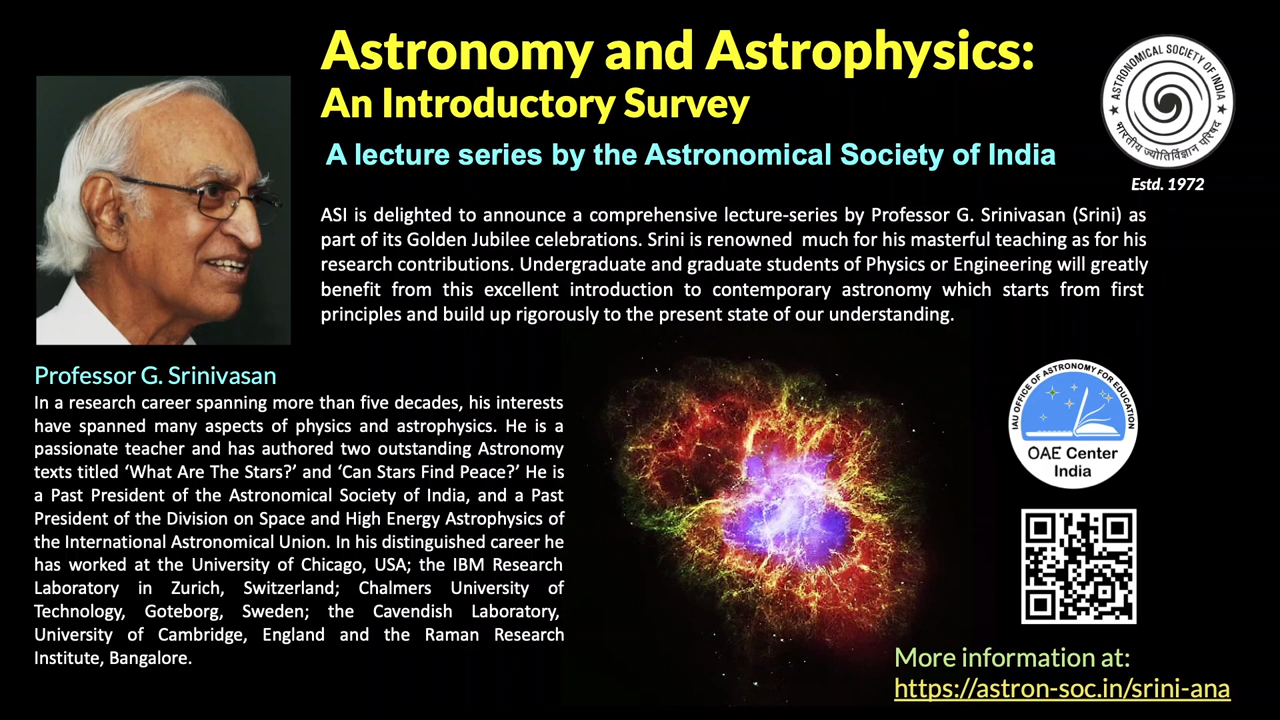 Astronomy and Astrophysics:
An Introductory Survey
A lecture series by the Astronomical Society of India
★ ASTRONOMICAL SOCIETY OF INDIA ★
भारतीय ज्योतिर्विज्ञान परिषद
Estd. 1972
ASI is delighted to announce a comprehensive lecture-series by Professor G. Srinivasan (Srini) as
part of its Golden Jubilee celebrations. Srini is renowned  much for his masterful teaching as for his
research contributions. Undergraduate and graduate students of Physics or Engineering will greatly
benefit from this excellent introduction to contemporary astronomy which starts from first
principles and build up rigorously to the present state of our understanding.
Professor G. Srinivasan
In a research career spanning more than five decades, his interests
have spanned many aspects of physics and astrophysics. He is a
passionate teacher and has authored two outstanding Astronomy
texts titled ‘What Are The Stars?’ and ‘Can Stars Find Peace?’ He is
a Past President of the Astronomical Society of India, and a Past
President of the Division on Space and High Energy Astrophysics of
the International Astronomical Union. In his distinguished career he
has worked at the University of Chicago, USA; the IBM Research
Laboratory in Zurich, Switzerland; Chalmers University of
Technology, Goteborg, Sweden; the Cavendish Laboratory,
University of Cambridge, England and the Raman Research
Institute, Bangalore.
IAU OFFICE OF ASTRONOMY FOR EDUCATION
OAE Center
India
More information at:
https://astron-soc.in/srini-ana